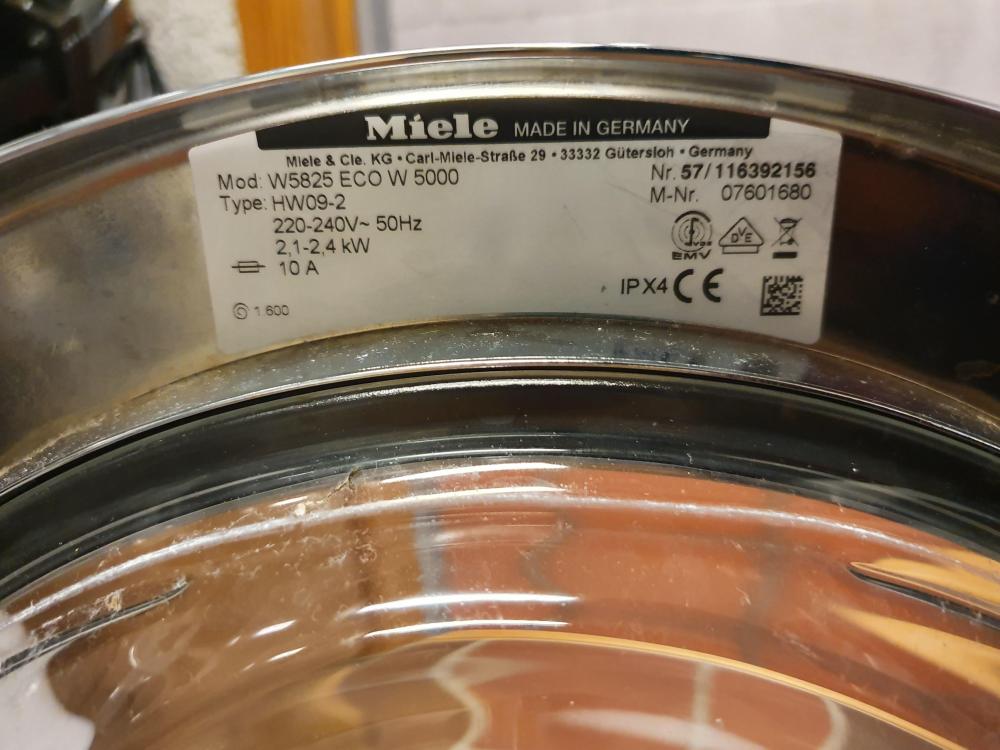 Miele MADE IN GERMANY
Miele & Cie. KG • Carl-Miele-Straße 29 • 33332 Gütersloh • Germany
Mod: W5825 ECO W 5000
Nr. 57/116392156
Type: HW09-2
M-Nr. 07601680
220-240V~ 50Hz
2,1-2,4 kW
10 A
DVE
EMV
IPX4 CE
1.600